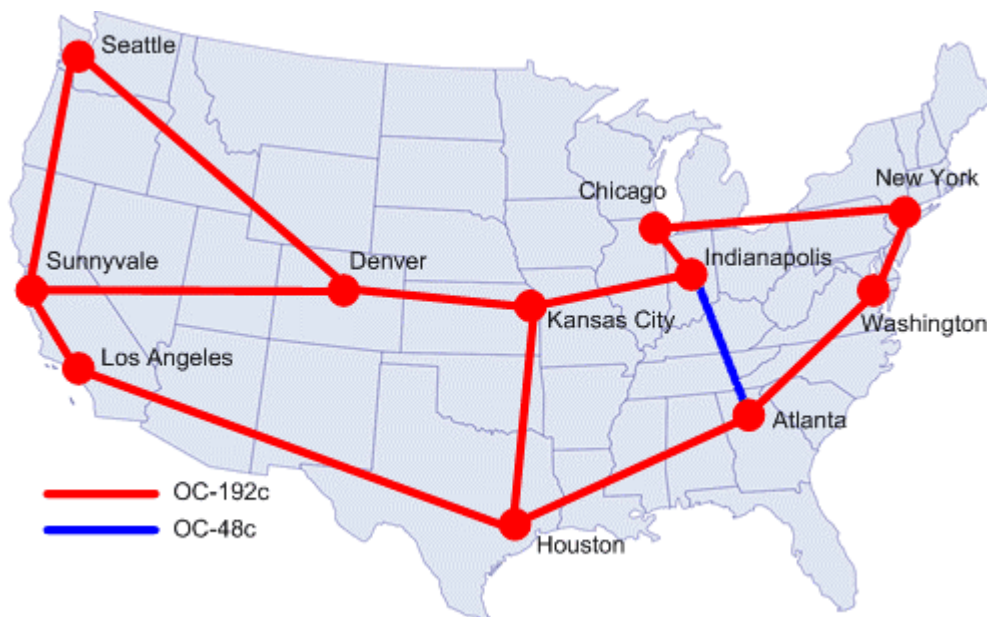 Seattle
Chicago
New York
Sunnyvale
Denver
Indianapolis
Kansas City
Washington
Los Angeles
Atlanta
OC-192c
OC-48c
Houston